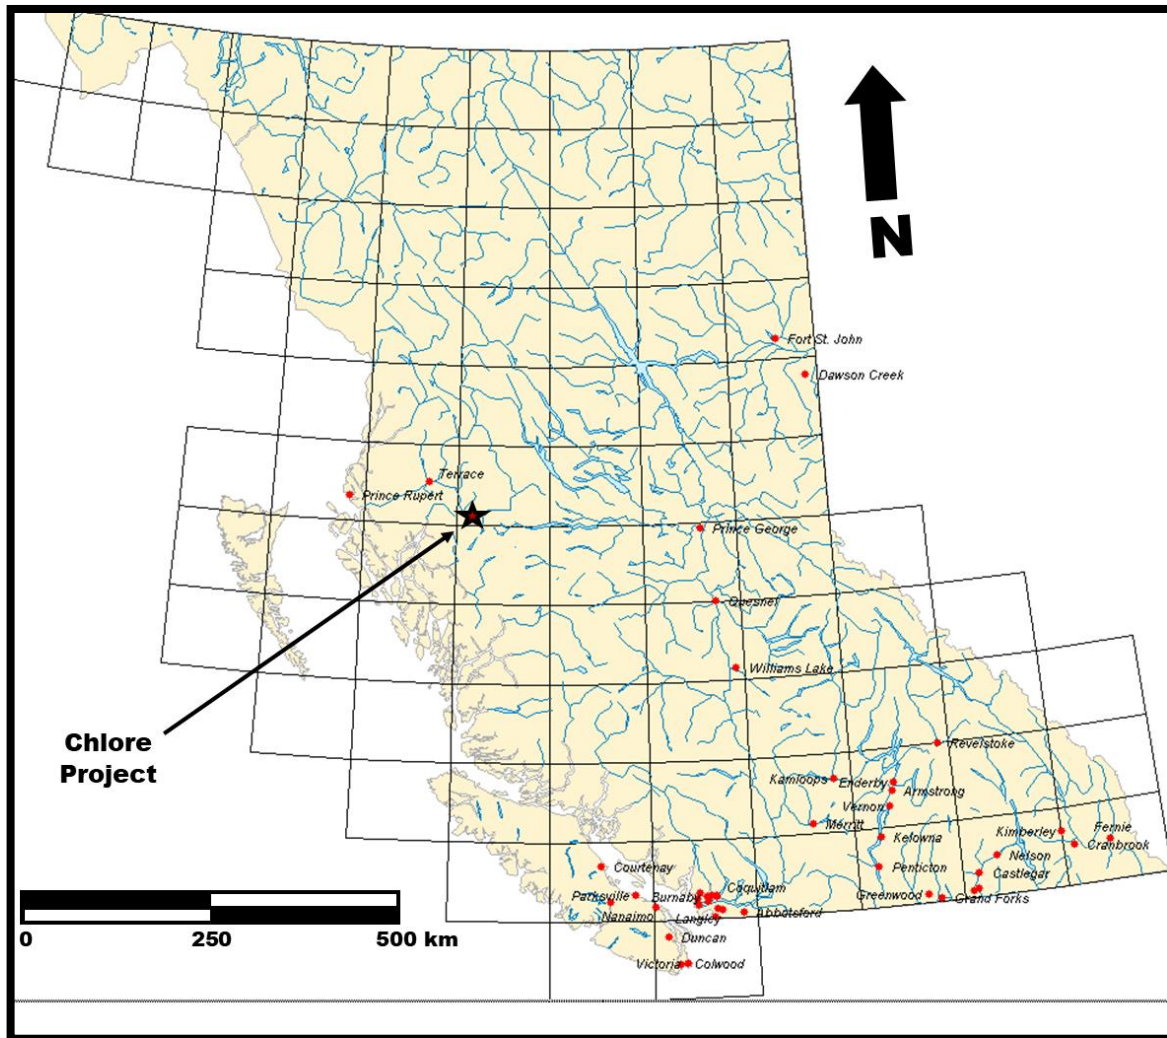 N
Fort St. John
Dawson Creek
Terrace
Prince Rupert
Prince George
Quesnel
Williams Lake
Chlore
Project
Revelstoke
Kamloops
Enderby
Armstrong
Vernon
Merritt
Kelowna
Kimberley
Fernie
Cranbrook
Nelson
Penticton
Castlegar
Greenwood
Grand Forks
Courtenay
Parksville
Burnaby
Coquitlam
Nanaimo
Langley
Abbotsford
Duncan
Victoria
Colwood
0
250
500 km